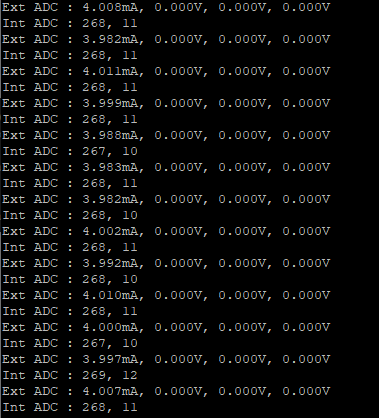 Ext ADC : 4.008mA, 0.000V, 0.000V, 0.000V
Int ADC : 268, 11
Ext ADC : 3.982mA, 0.000V, 0.000V, 0.000V
Int ADC : 268, 11
Ext ADC : 4.011mA, 0.000V, 0.000V, 0.000V
Int ADC : 268, 11
Ext ADC : 3.999mA, 0.000V, 0.000V, 0.000V
Int ADC : 268, 11
Ext ADC : 3.988mA, 0.000V, 0.000V, 0.000V
Int ADC : 267, 10
Ext ADC : 3.983mA, 0.000V, 0.000V, 0.000V
Int ADC : 268, 11
Ext ADC : 3.982mA, 0.000V, 0.000V, 0.000V
Int ADC : 268, 10
Ext ADC : 4.002mA, 0.000V, 0.000V, 0.000V
Int ADC : 268, 11
Ext ADC : 3.992mA, 0.000V, 0.000V, 0.000V
Int ADC : 268, 10
Ext ADC : 4.010mA, 0.000V, 0.000V, 0.000V
Int ADC : 268, 11
Ext ADC : 4.000mA, 0.000V, 0.000V, 0.000V
Int ADC : 267, 10
Ext ADC : 3.997mA, 0.000V, 0.000V, 0.000V
Int ADC : 269, 12
Ext ADC : 4.007mA, 0.000V, 0.000V, 0.000V
Int ADC : 268, 11